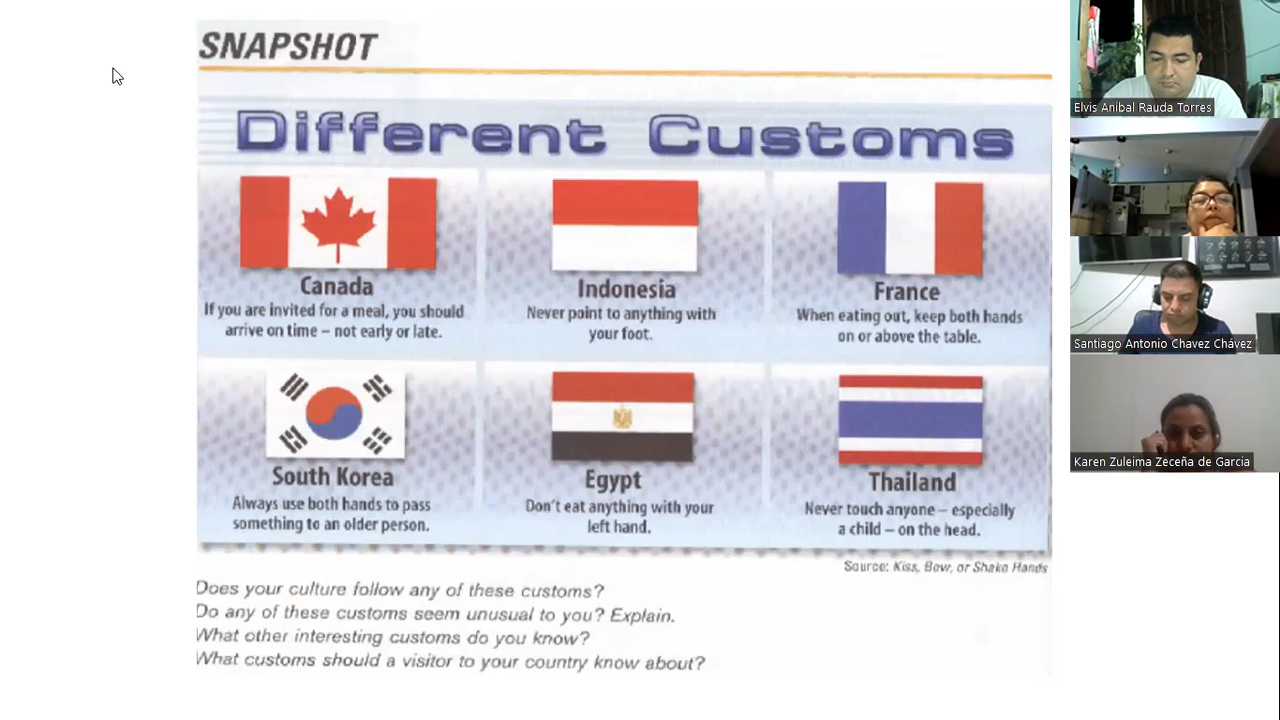 SNAPSHOT
Different Customs
Canada
If you are invited for a meal, you should
arrive on time – not early or late.
Indonesia
Never point to anything with
your foot.
France
When eating out, keep both hands
on or above the table.
South Korea
Always use both hands to pass
something to an older person.
Egypt
Don't eat anything with your
left hand.
Thailand
Never touch anyone – especially
a child – on the head.
Source: Kiss, Bow, or Shake Hands
Does your culture follow any of these customs?
Do any of these customs seem unusual to you? Explain.
What other interesting customs do you know?
What customs should a visitor to your country know about?
Elvis Anibal Rauda Torres
Santiago Antonio Chavez Chávez
Karen Zuleima Zeceña de Garcia